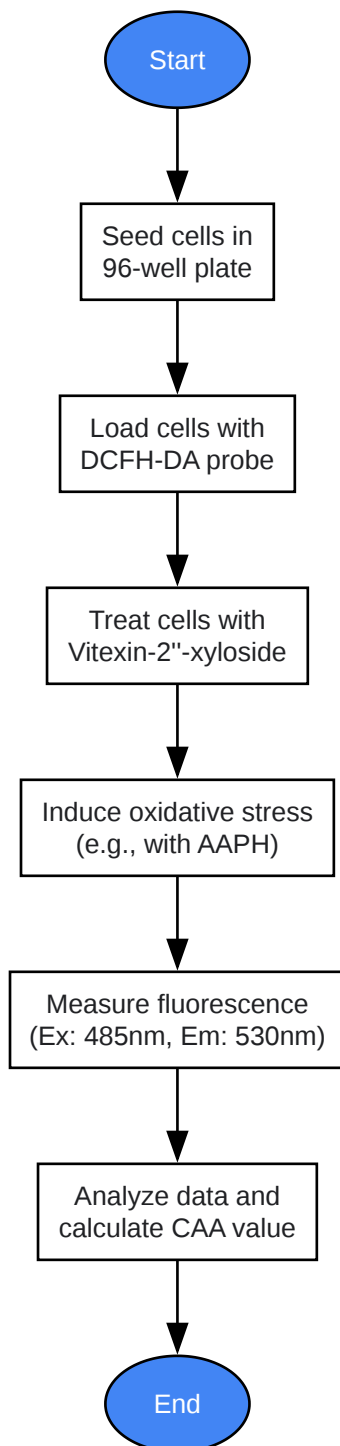 Start
Seed cells in
96-well plate
Load cells with
DCFH-DA probe
Treat cells with
Vitexin-2''-xyloside
Induce oxidative stress
(e.g., with AAPH)
Measure fluorescence
(Ex: 485nm, Em: 530nm)
Analyze data and
calculate CAA value
End